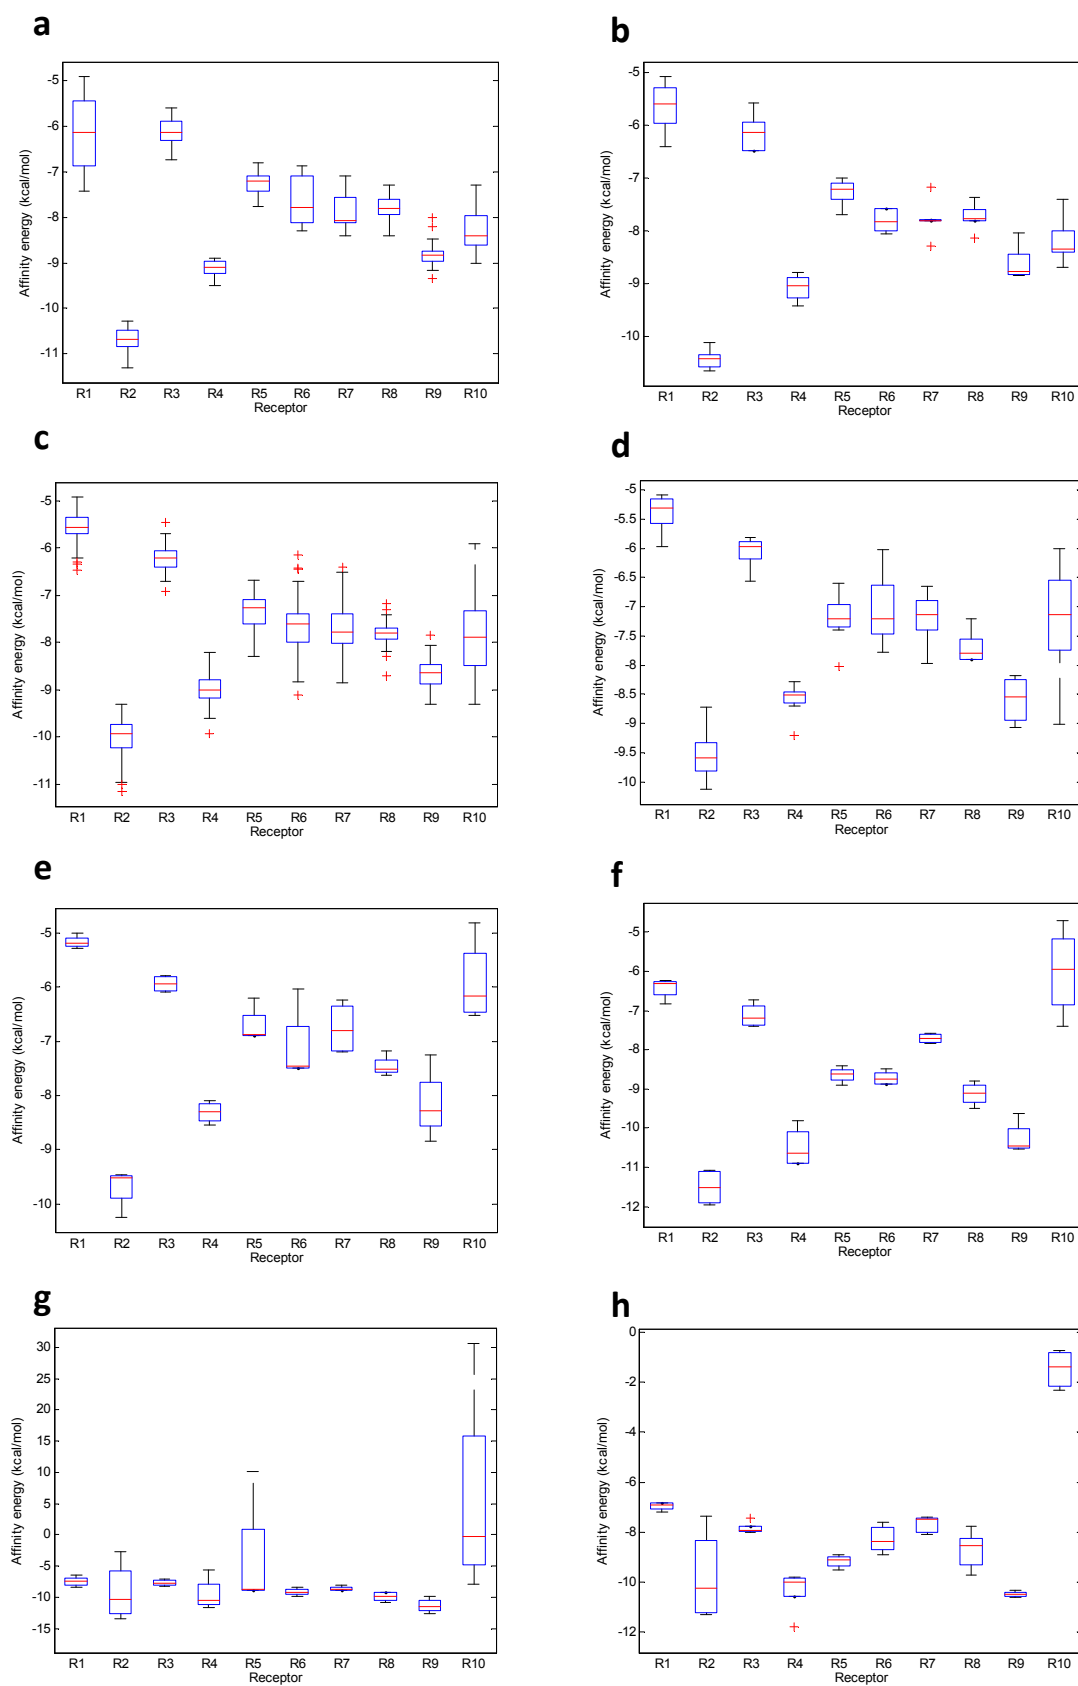 a
b
-5
-6
-7
-8
-9
-10
-11
Affinity energy (kcal/mol)
R1 R2 R3 R4 R5 R6 R7 R8 R9 R10
Receptor
-5
-6
-7
-8
-9
-10
Affinity energy (kcal/mol)
R1 R2 R3 R4 R5 R6 R7 R8 R9 R10
Receptor
c
d
-5
-6
-7
-8
-9
-10
-11
Affinity energy (kcal/mol)
R1 R2 R3 R4 R5 R6 R7 R8 R9 R10
Receptor
-5
-5.5
-6
-6.5
-7
-7.5
-8
-8.5
-9
-9.5
-10
Affinity energy (kcal/mol)
R1 R2 R3 R4 R5 R6 R7 R8 R9 R10
Receptor
e
f
-5
-6
-7
-8
-9
-10
Affinity energy (kcal/mol)
R1 R2 R3 R4 R5 R6 R7 R8 R9 R10
Receptor
-5
-6
-7
-8
-9
-10
-11
-12
Affinity energy (kcal/mol)
R1 R2 R3 R4 R5 R6 R7 R8 R9 R10
Receptor
g
h
30
25
20
15
10
5
0
-5
-10
-15
Affinity energy (kcal/mol)
R1 R2 R3 R4 R5 R6 R7 R8 R9 R10
Receptor
0
-2
-4
-6
-8
-10
-12
Affinity energy (kcal/mol)
R1 R2 R3 R4 R5 R6 R7 R8 R9 R10
Receptor